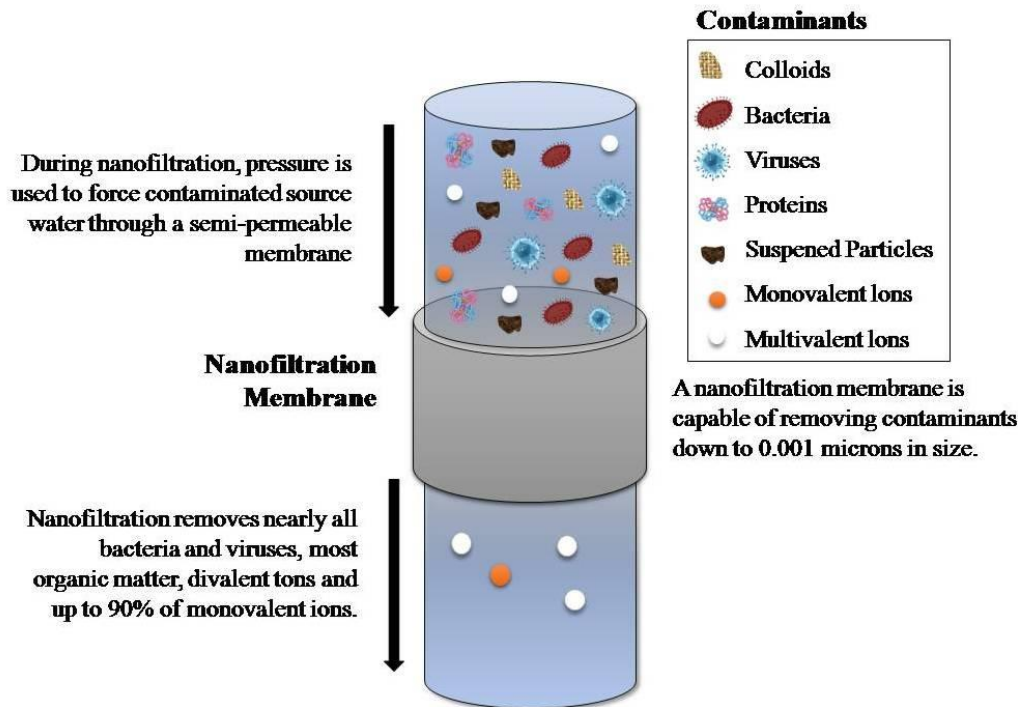 Contaminants
Colloids
Bacteria
Viruses
Proteins
Suspened Particles
Monovalent Ions
Multivalent Ions
During nanofiltration, pressure is
used to force contaminated source
water through a semi-permeable
membrane
Nanofiltration
Membrane
A nanofiltration membrane is
capable of removing contaminants
down to 0.001 microns in size.
Nanofiltration removes nearly all
bacteria and viruses, most
organic matter, divalent tons and
up to 90% of monovalent ions.